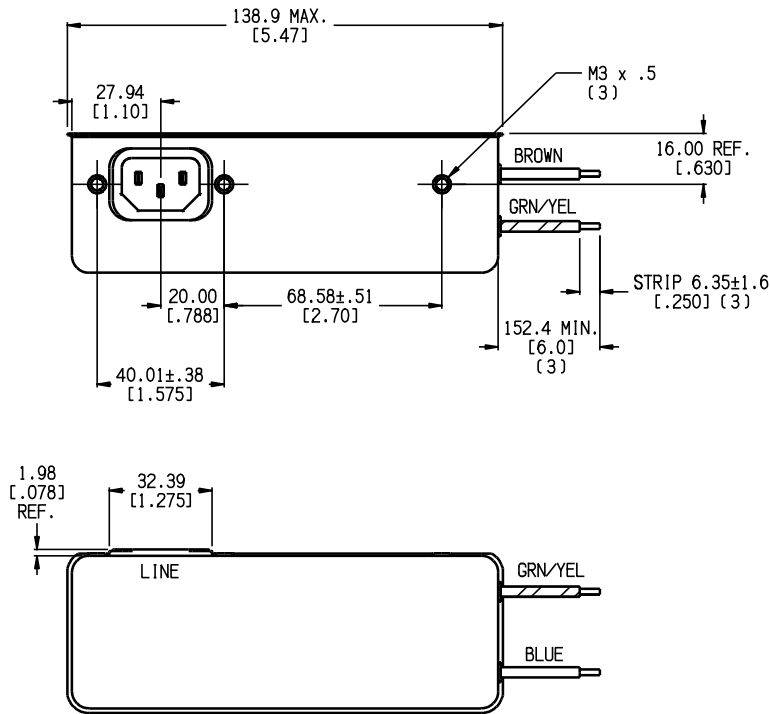 138.9 MAX.
[5.47]
27.94
[1.10]
M3 x .5
(3)
BROWN
16.00 REF.
[.630]
GRN/YEL
20.00
[.788]
68.58±.51
[2.70]
STRIP 6.35±1.6
[.250] (3)
152.4 MIN.
[6.0]
(3)
40.01±.38
[1.575]
1.98
[.078]
REF.
32.39
[1.275]
LINE
GRN/YEL
BLUE